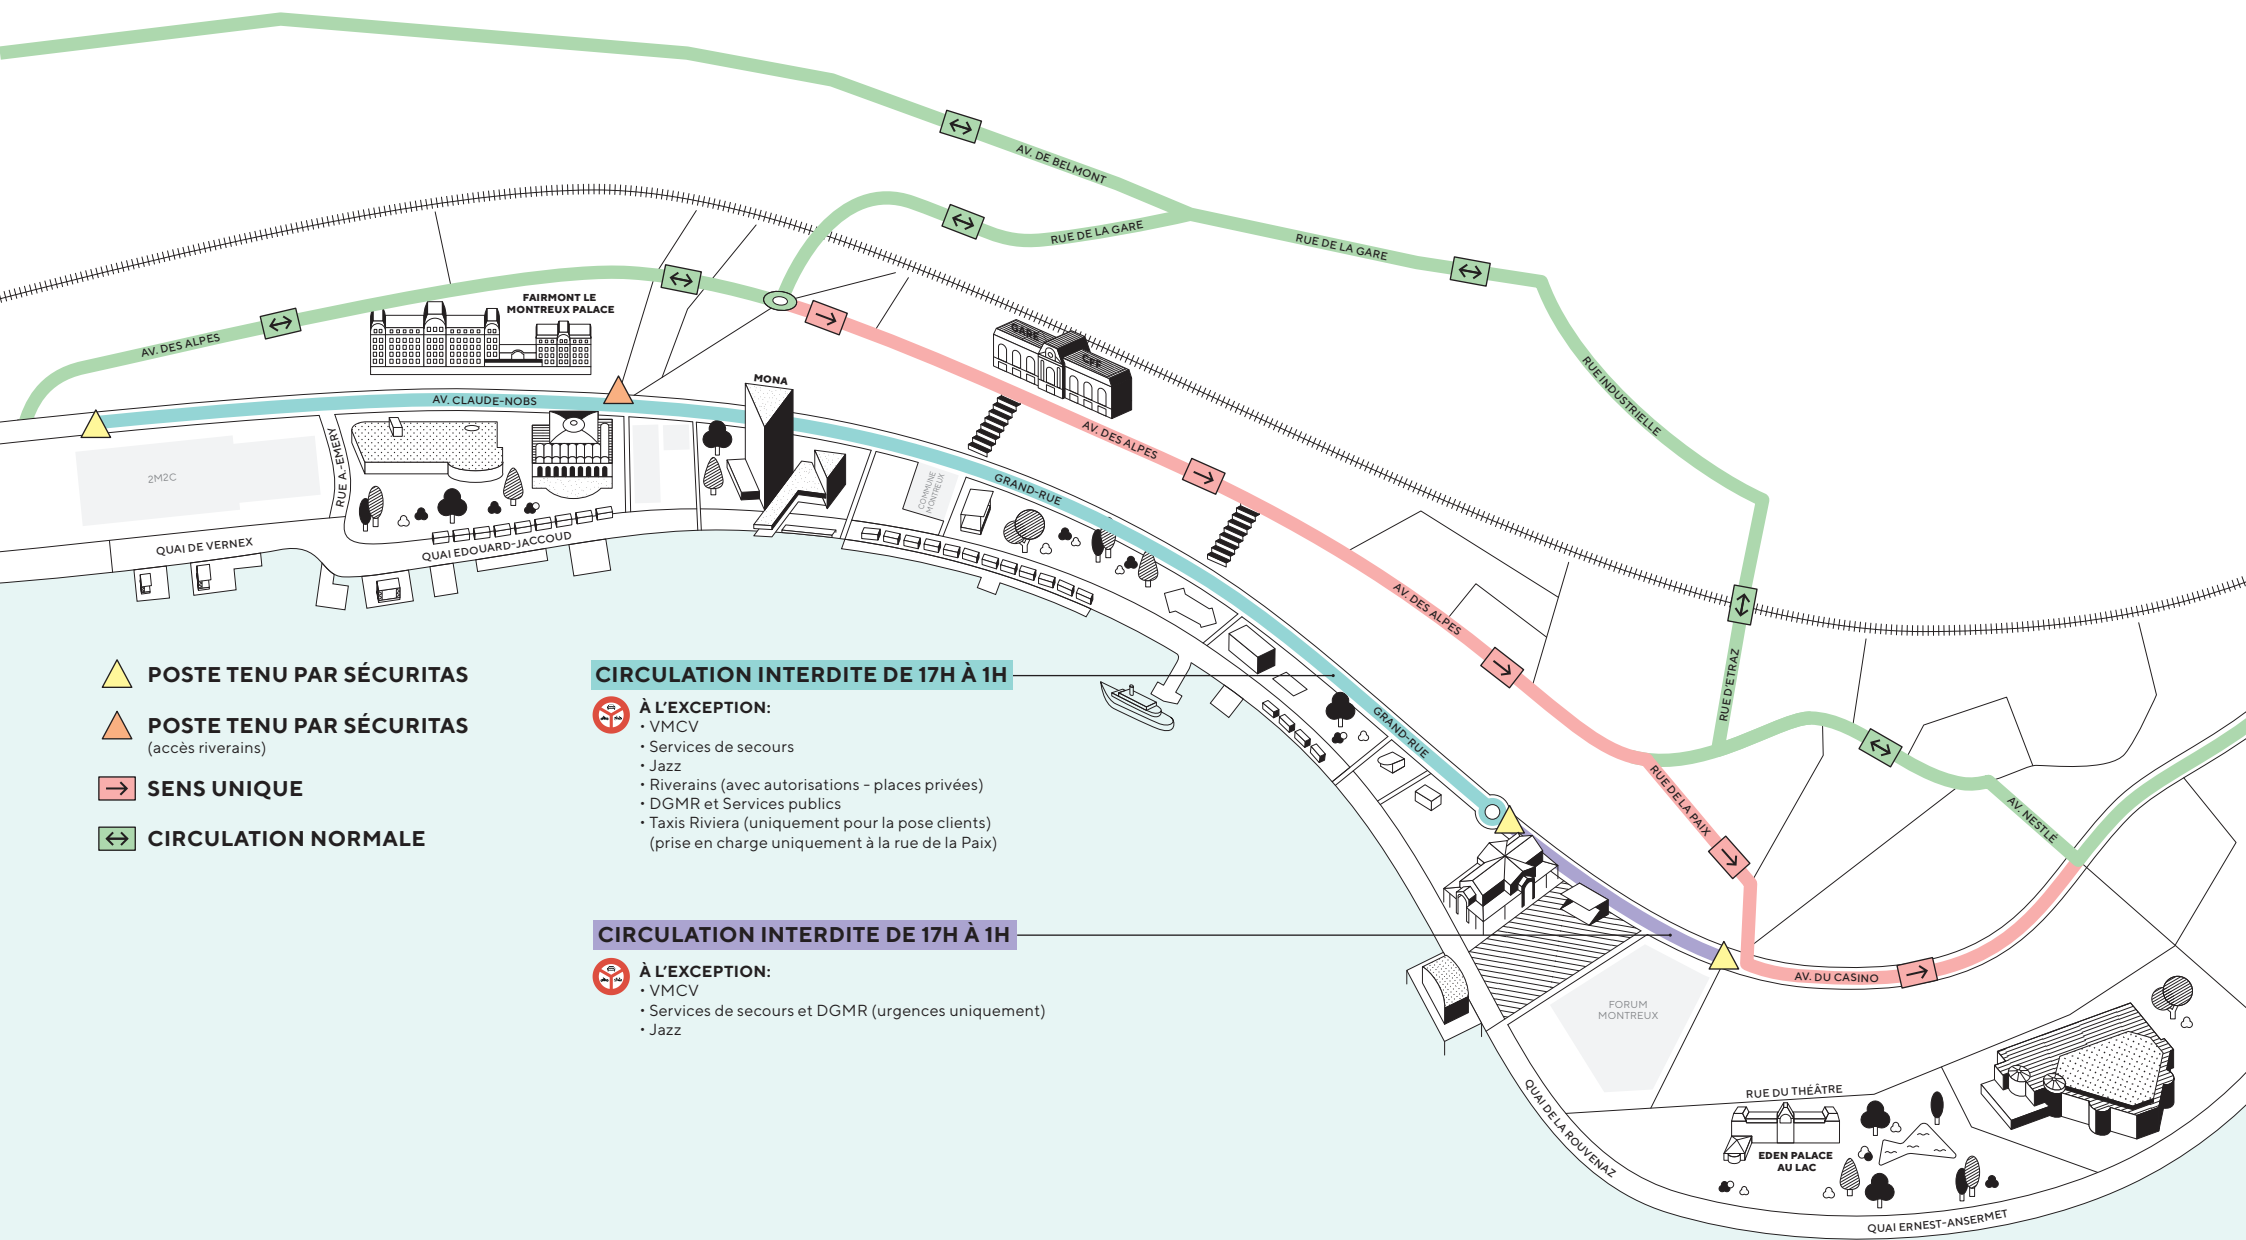 AV. DE BELMONT
RUE DE LA GARE
RUE DE LA GARE
FAIRMONT LE
MONTREUX PALACE
AV. DES ALPES
GARE
CFF
RUE INDUSTRIELLE
MONA
AV. CLAUDE-NOBS
AV. DES ALPES
RUE A.-EMERY
2M2C
COMMUNE
MONTREUX
GRAND-RUE
QUAI DE VERNEX
QUAI EDOUARD-JACCOUD
AV. DES ALPES
RUE D'ETRAZ
GRAND-RUE
RUE DE LA PAIX
AV. NESTLÉ
POSTE TENU PAR SÉCURITAS
POSTE TENU PAR SÉCURITAS
(accès riverains)
SENS UNIQUE
CIRCULATION NORMALE
CIRCULATION INTERDITE DE 17H À 1H
À L'EXCEPTION:
• VMCV
• Services de secours
• Jazz
• Riverains (avec autorisations – places privées)
• DGMR et Services publics
• Taxis Riviera (uniquement pour la pose clients)
(prise en charge uniquement à la rue de la Paix)
CIRCULATION INTERDITE DE 17H À 1H
À L'EXCEPTION:
• VMCV
• Services de secours et DGMR (urgences uniquement)
• Jazz
AV. DU CASINO
FORUM
MONTREUX
QUAI DE LA ROUVENAZ
RUE DU THÉÂTRE
EDEN PALACE
AU LAC
QUAI ERNEST-ANSERMET